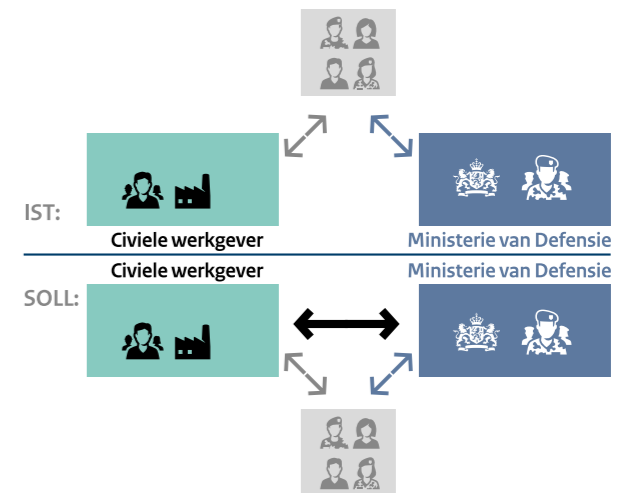 IST:
Civiele werkgever
Ministerie van Defensie
Civiele werkgever
Ministerie van Defensie
SOLL: